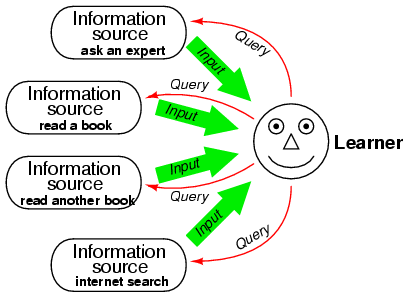 Information
source
ask an expert
Query
Input
Information
source
read a book
Query
Input
Learner
Information
source
read another book
Input
Query
Information
source
internet search
Input
Query